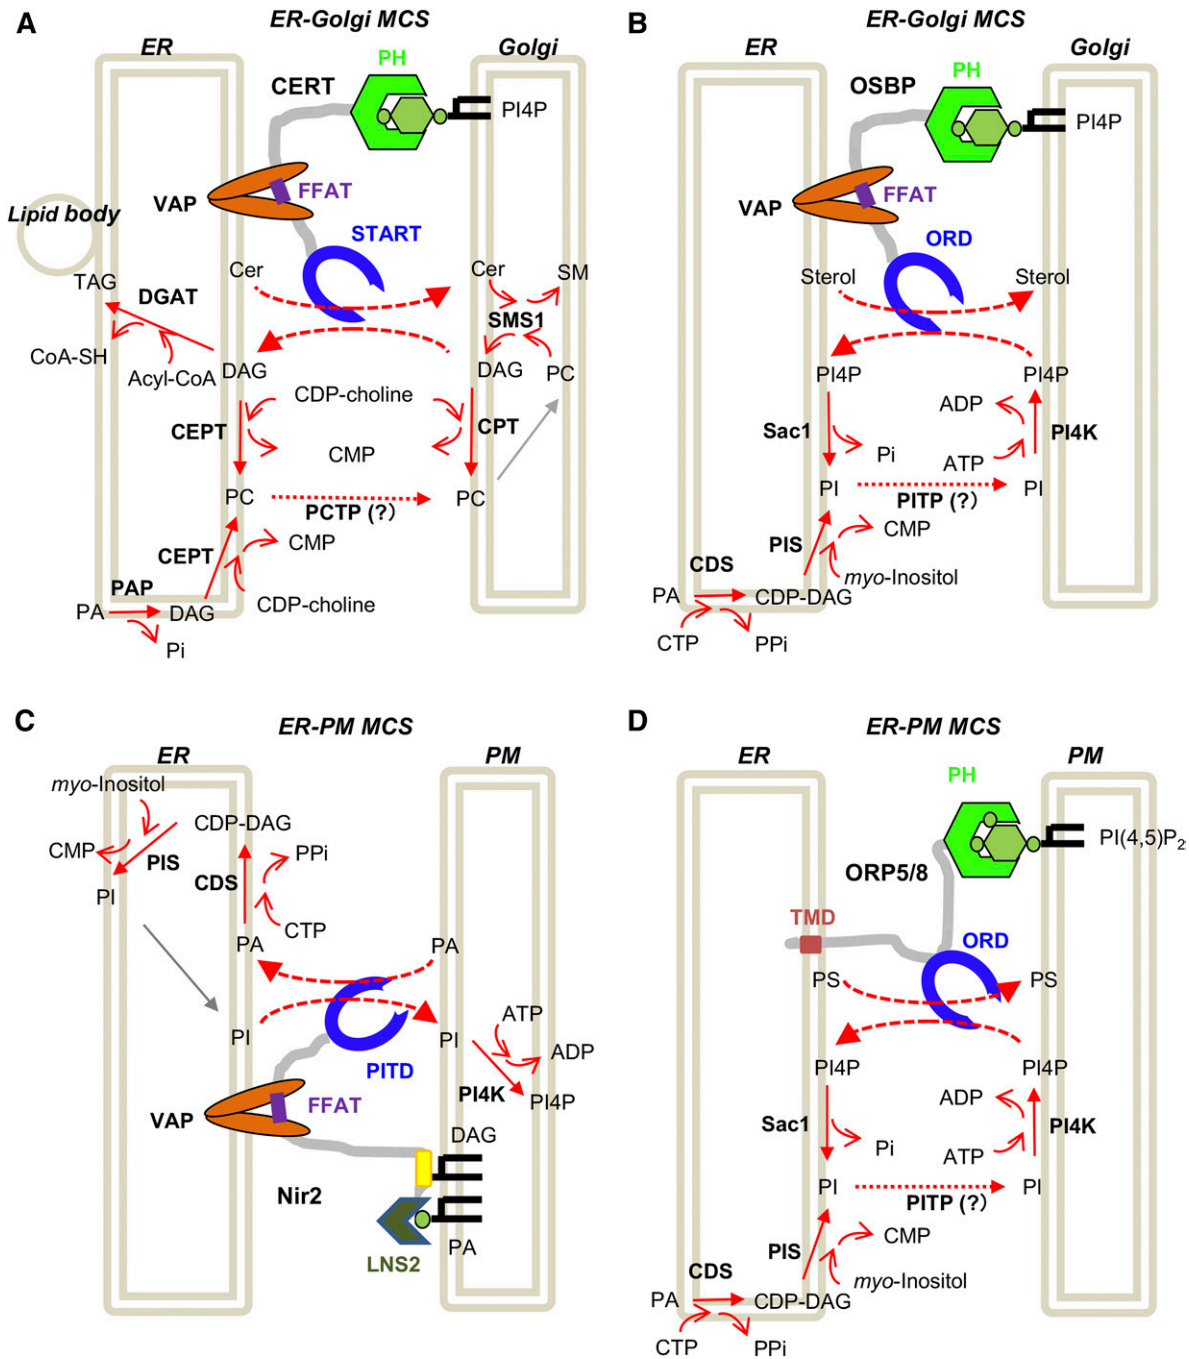 A
ER-Golgi MCS
ER
Golgi
PH
CERT
PI4P
VAP
FFAT
Lipid body
START
Cer
Cer
SM
TAG
DGAT
SMS1
CoA-SH
Acyl-CoA
DAG
DAG
PC
CDP-choline
CEPT
CPT
CMP
PC
PC
PCTP (?)
CEPT
CMP
PAP
CDP-choline
PA
DAG
Pi
B
ER-Golgi MCS
ER
Golgi
PH
OSBP
PI4P
VAP
FFAT
ORD
Sterol
Sterol
PI4P
PI4P
ADP
Sac1
PI4K
Pi
ATP
PI
PI
PITP (?)
CMP
PIS
CDS
myo-Inositol
PA
CDP-DAG
CTP
PPi
C
ER-PM MCS
ER
PM
myo-Inositol
CDP-DAG
CMP
PIS
PPi
CDS
PI
CTP
PA
PA
ATP
PI
PI
ADP
PITD
PI4K
PI4P
VAP
FFAT
DAG
Nir2
PA
LNS2
D
ER-PM MCS
ER
PM
PH
PI(4,5)P2
ORP5/8
TMD
ORD
PS
PS
PI4P
PI4P
ADP
Sac1
PI4K
Pi
ATP
PI
PI
PITP (?)
CMP
PIS
CDS
myo-Inositol
PA
CDP-DAG
CTP
PPi